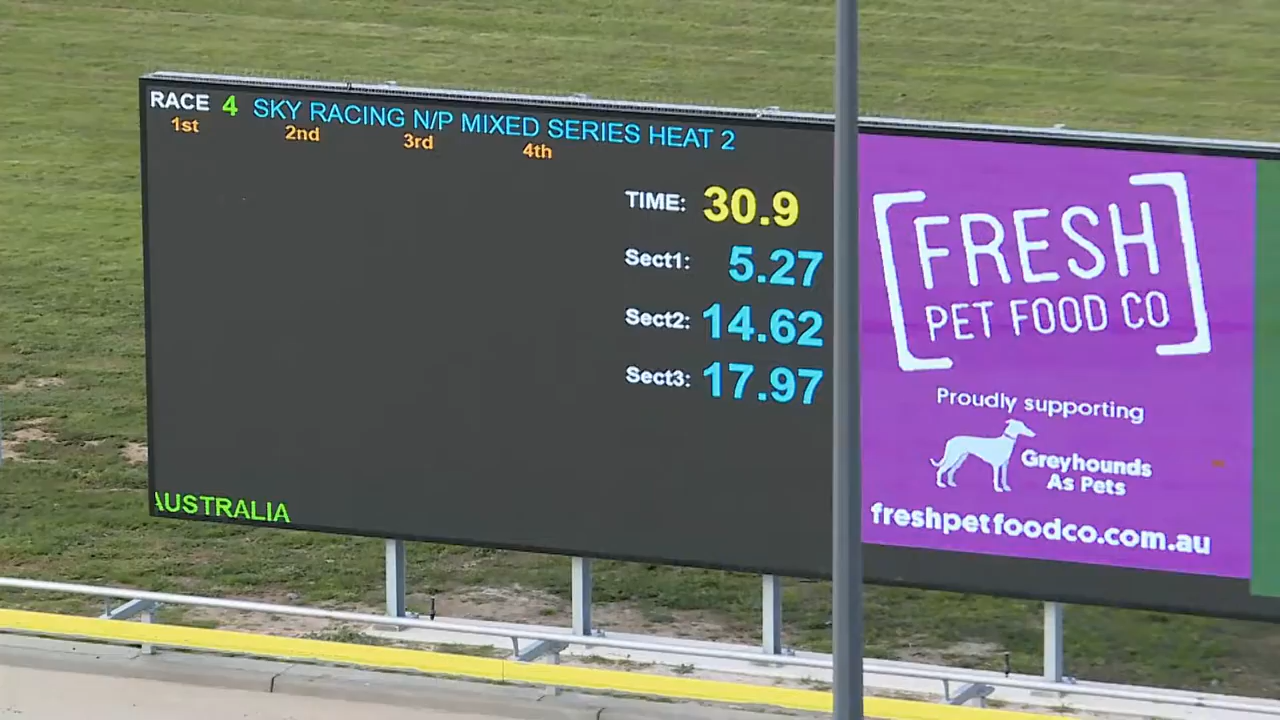 RACE 4 SKY RACING N/P MIXED SERIES HEAT 2
1st 2nd 3rd 4th
TIME: 30.9
Sect1: 5.27
Sect2: 14.62
Sect3: 17.97
AUSTRALIA
FRESH
PET FOOD CO
Proudly supporting
Greyhounds
As Pets
freshpetfoodco.com.au